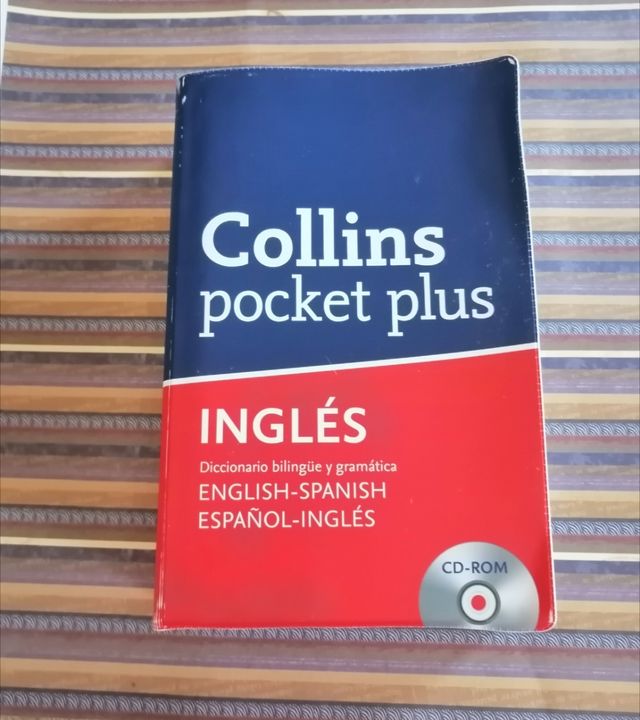 Collins
pocket plus
INGLÉS
Diccionario bilingüe y gramática
ENGLISH-SPANISH
ESPAÑOL-INGLÉS
CD-ROM